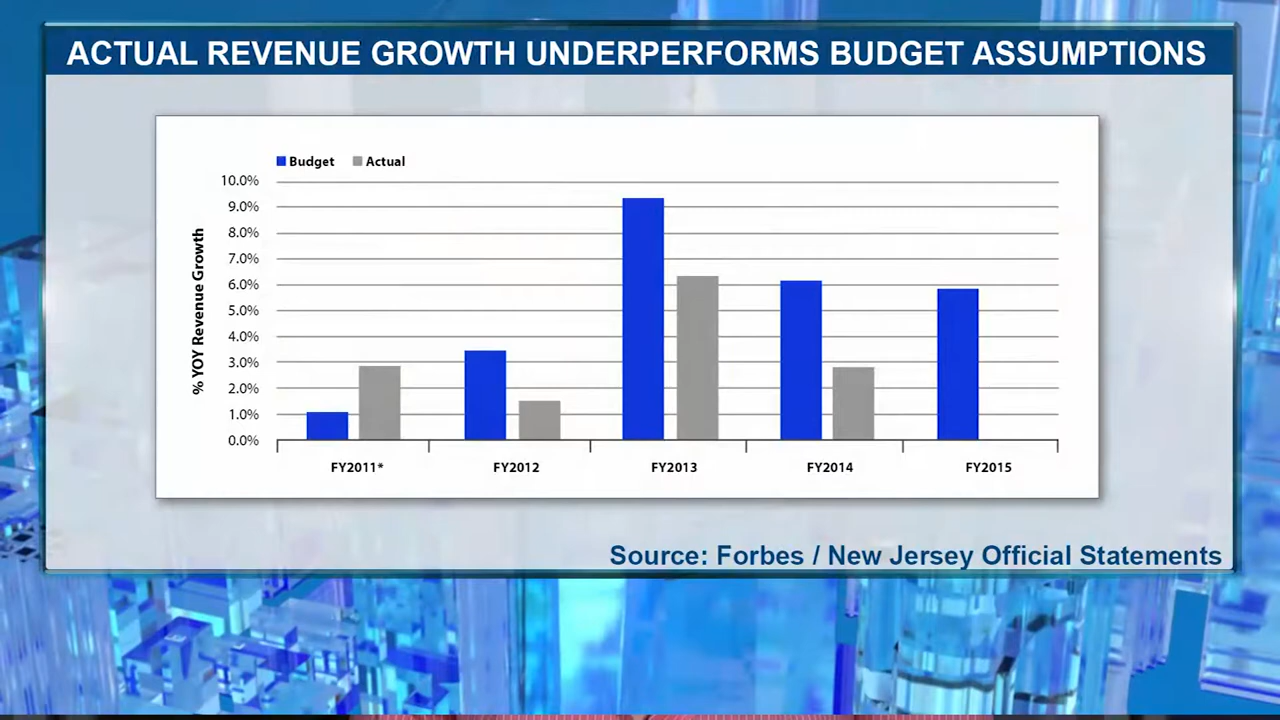 ACTUAL REVENUE GROWTH UNDERPERFORMS BUDGET ASSUMPTIONS
Budget Actual
10.0%
9.0%
8.0%
7.0%
6.0%
5.0%
4.0%
3.0%
2.0%
1.0%
0.0%
% YOY Revenue Growth
FY2011* FY2012 FY2013 FY2014 FY2015
Source: Forbes / New Jersey Official Statements